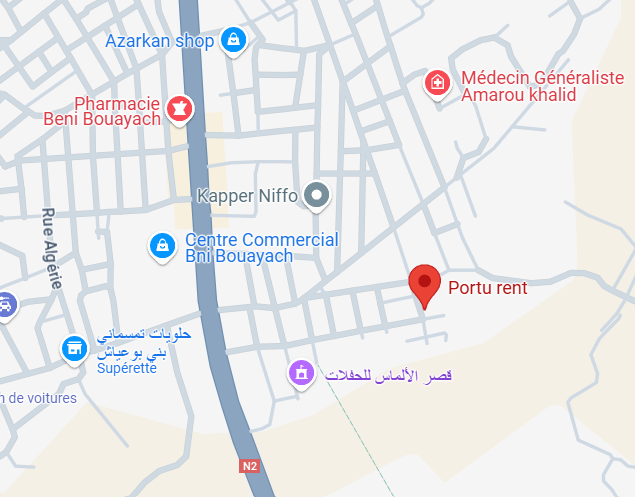 Azarkan shop
Médecin Généraliste
Amarou khalid
Pharmacie
Beni Bouayach
Kapper Niffo
Rue Algérie
Centre Commercial
Bni Bouayach
Portu rent
حلويات تمسماني
بني بوعياش
Supérette
قصر الألماس للحفلات
n de voitures
N2